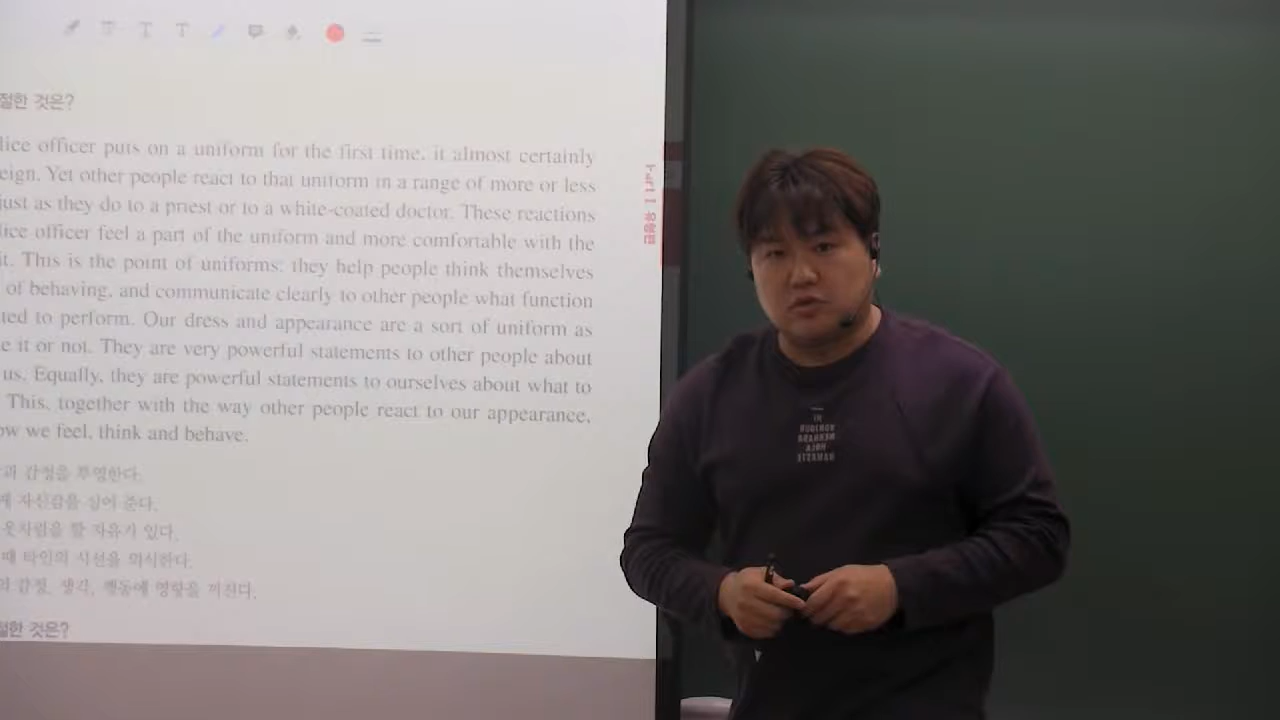 절한 것은?
lice officer puts on a uniform for the first time, it almost certainly
eign. Yet other people react to that uniform in a range of more or less
just as they do to a priest or to a white-coated doctor. These reactions
lice officer feel a part of the uniform and more comfortable with the
it. This is the point of uniforms: they help people think themselves
of behaving, and communicate clearly to other people what function
ted to perform. Our dress and appearance are a sort of uniform as
e it or not. They are very powerful statements to other people about
us. Equally, they are powerful statements to ourselves about what to
This, together with the way other people react to our appearance,
ow we feel, think and behave.
과 감정을 투영한다.
게 자신감을 심어 준다.
옷차림을 할 자유가 있다.
때 타인의 시선을 의식한다.
의 감정, 생각, 행동에 영향을 끼친다.
절한 것은?
Part I 유형편
HI
BONJOUR
HOLA
NAMASTE